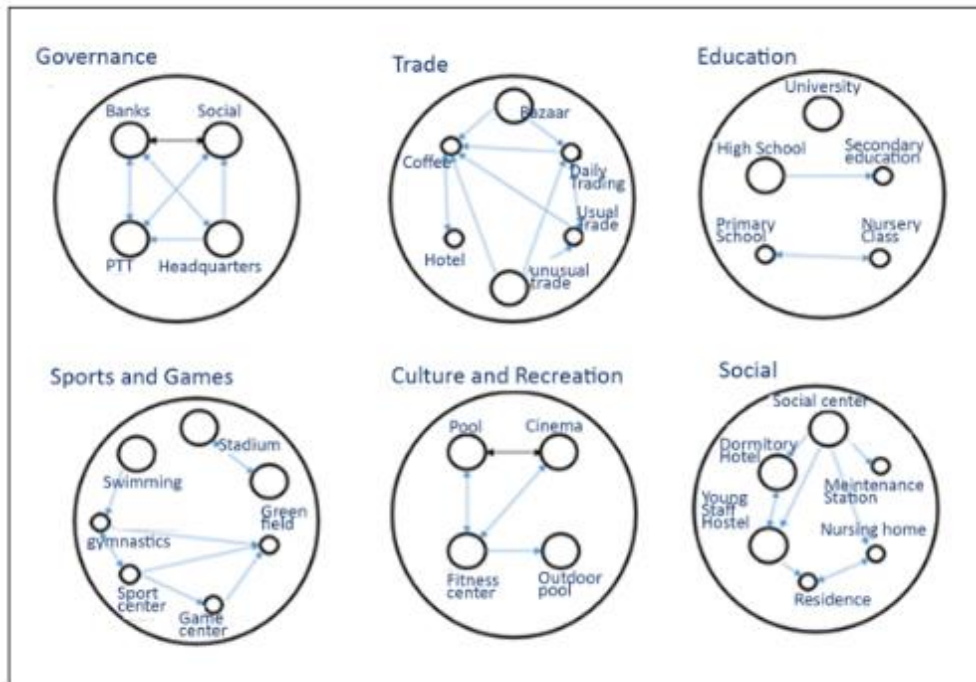 Governance
Banks
Social
PTT
Headquarters
Trade
Bazaar
Coffee
Daily
Trading
Usual
Trade
Hotel
unusual
trade
Education
University
High School
Secondary
education
Primary
School
Nursery
Class
Sports and Games
Stadium
Swimming
Green
field
gymnastics
Sport
center
Game
center
Culture and Recreation
Pool
Cinema
Fitness
center
Outdoor
pool
Social
Social center
Dormitory
Hotel
Meintenance
Station
Young
Staff
Hostel
Nursing home
Residence